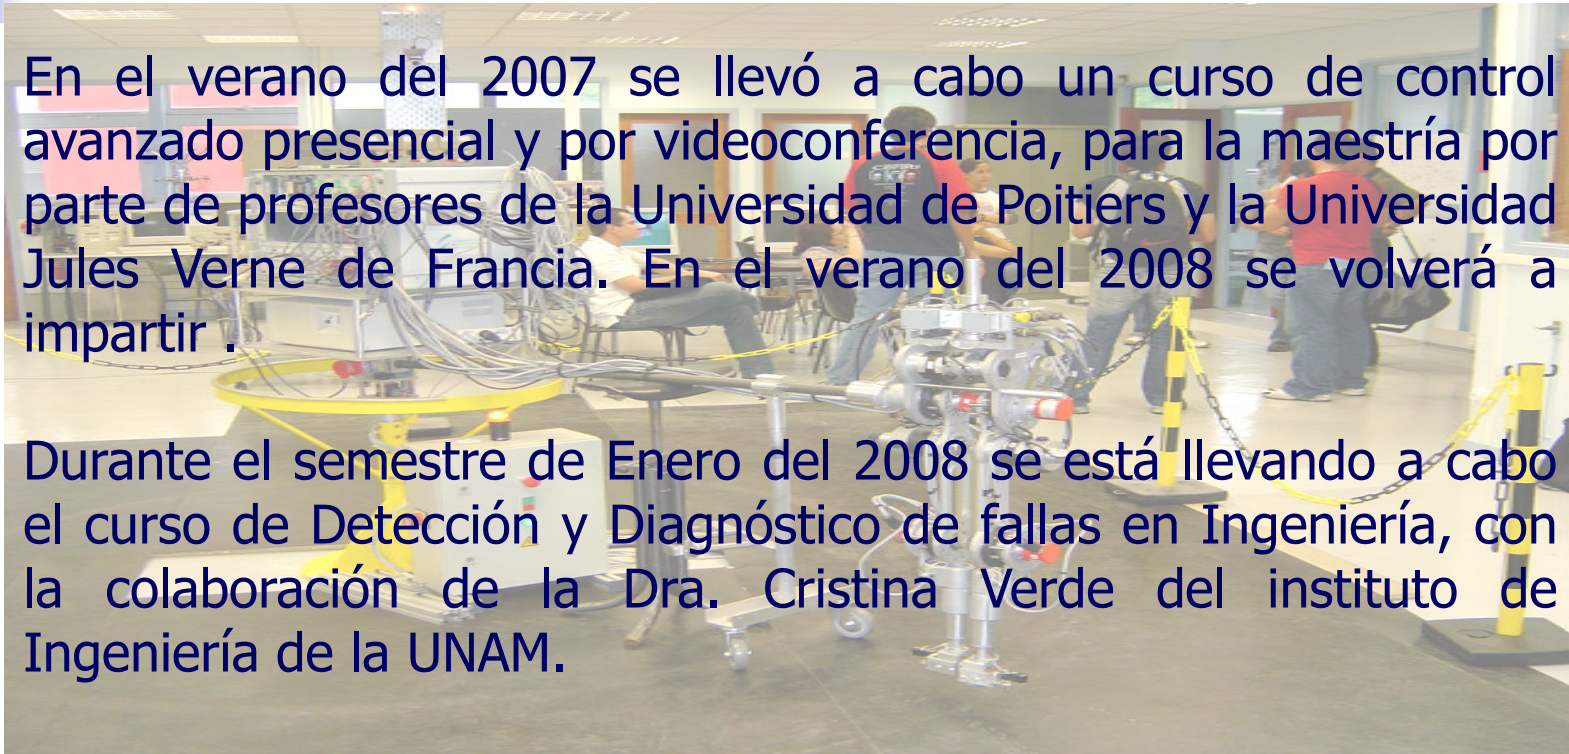 En el verano del 2007 se llevó a cabo un curso de control
avanzado presencial y por videoconferencia, para la maestría por
parte de profesores de la Universidad de Poitiers y la Universidad
Jules Verne de Francia. En el verano del 2008 se volverá a
impartir .
Durante el semestre de Enero del 2008 se está llevando a cabo
el curso de Detección y Diagnóstico de fallas en Ingeniería, con
la colaboración de la Dra. Cristina Verde del instituto de
Ingeniería de la UNAM.